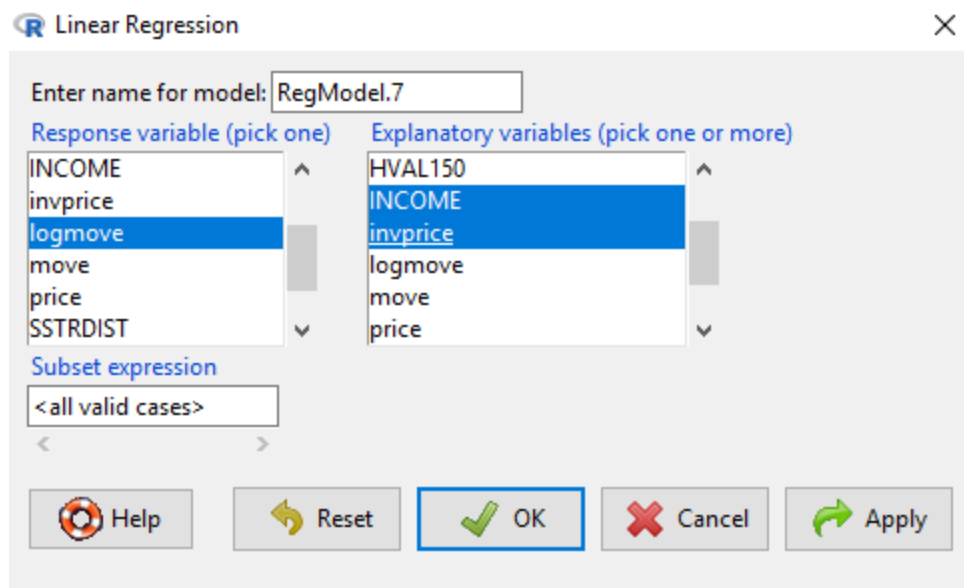 Linear Regression
Enter name for model: RegModel.7
Response variable (pick one) Explanatory variables (pick one or more)
INCOME HVAL150
invprice INCOME
logmove invprice
move logmove
price move
SSTRDIST price
Subset expression
<all valid cases>
Help Reset OK Cancel Apply